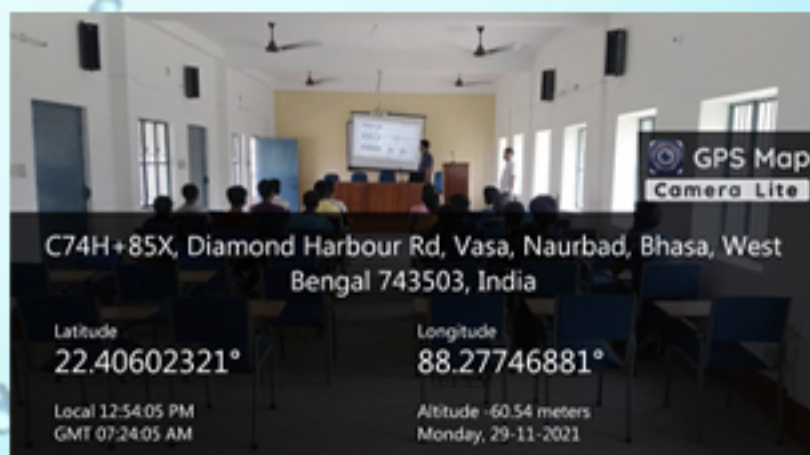 GPS Map
Camera Lite
C74H+85X, Diamond Harbour Rd, Vasa, Naurbad, Bhasa, West
Bengal 743503, India
Latitude
22.40602321°
Longitude
88.27746881°
Local 12:54:05 PM
GMT 07:24:05 AM
Altitude -60.54 meters
Monday, 29-11-2021